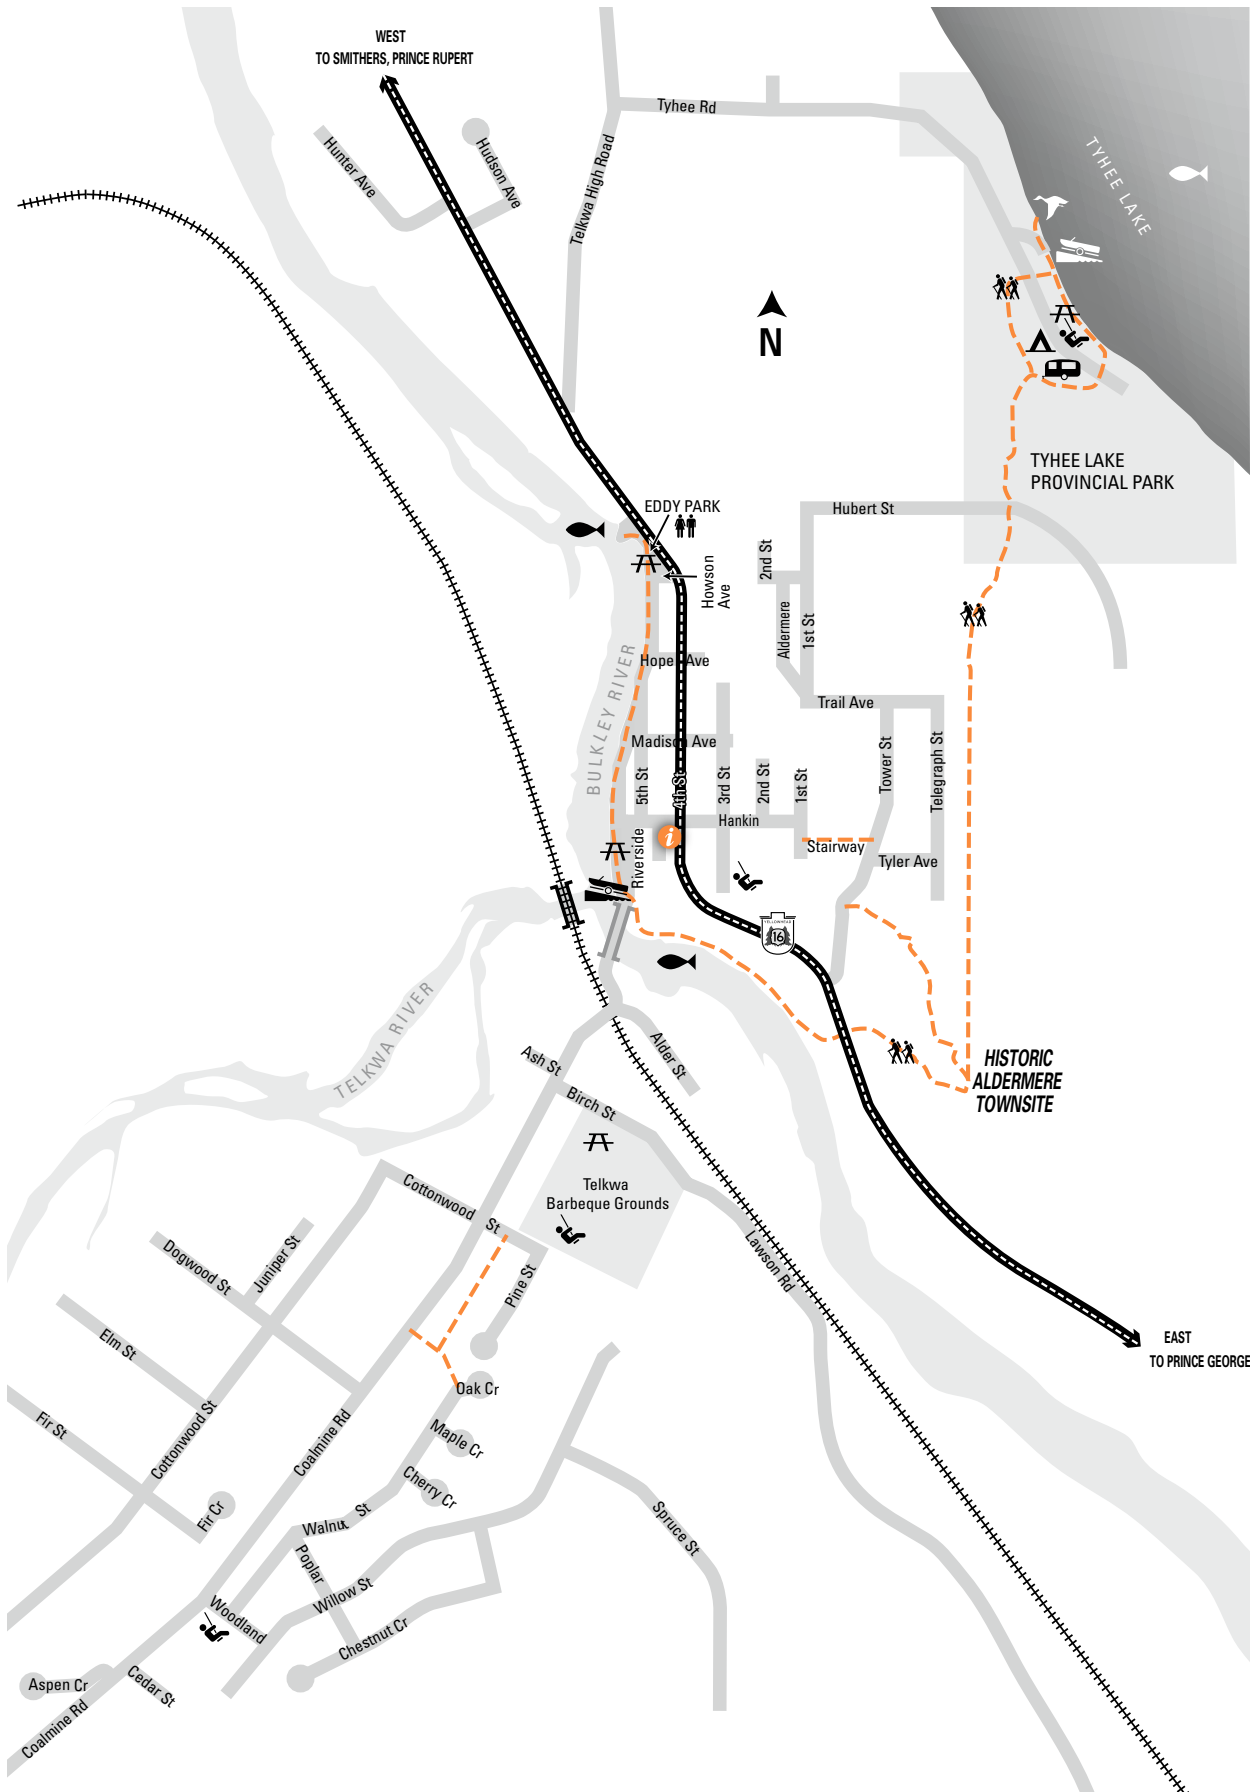 WEST
TO SMITHERS, PRINCE RUPERT
Tyhee Rd
Hunter Ave
Hudson Ave
Telkwa High Road
TYHEE LAKE
N
TYHEE LAKE
PROVINCIAL PARK
EDDY PARK
Hubert St
2nd St
Howson
Ave
Aldermere
1st St
Hope Ave
BULKLEY RIVER
Trail Ave
Madison Ave
Tower St
Telegraph St
5th St
4th St
3rd St
2nd St
1st St
Hankin
i
Riverside
Stairway
Tyler Ave
YELLOWHEAD
16
TELKWA RIVER
Ash St
Alder St
HISTORIC
ALDERMERE
TOWNSITE
Birch St
Telkwa
Barbeque Grounds
Cottonwood St
Juniper St
Dogwood St
Pine St
Lawson Rd
Elm St
EAST
TO PRINCE GEORGE
Oak Cr
Fir St
Cottonwood St
Coalmine Rd
Maple Cr
Cherry Cr
Fir Cr
Walnut St
Spruce St
Poplar
Willow St
Woodland
Chestnut Cr
Aspen Cr
Cedar St
Coalmine Rd